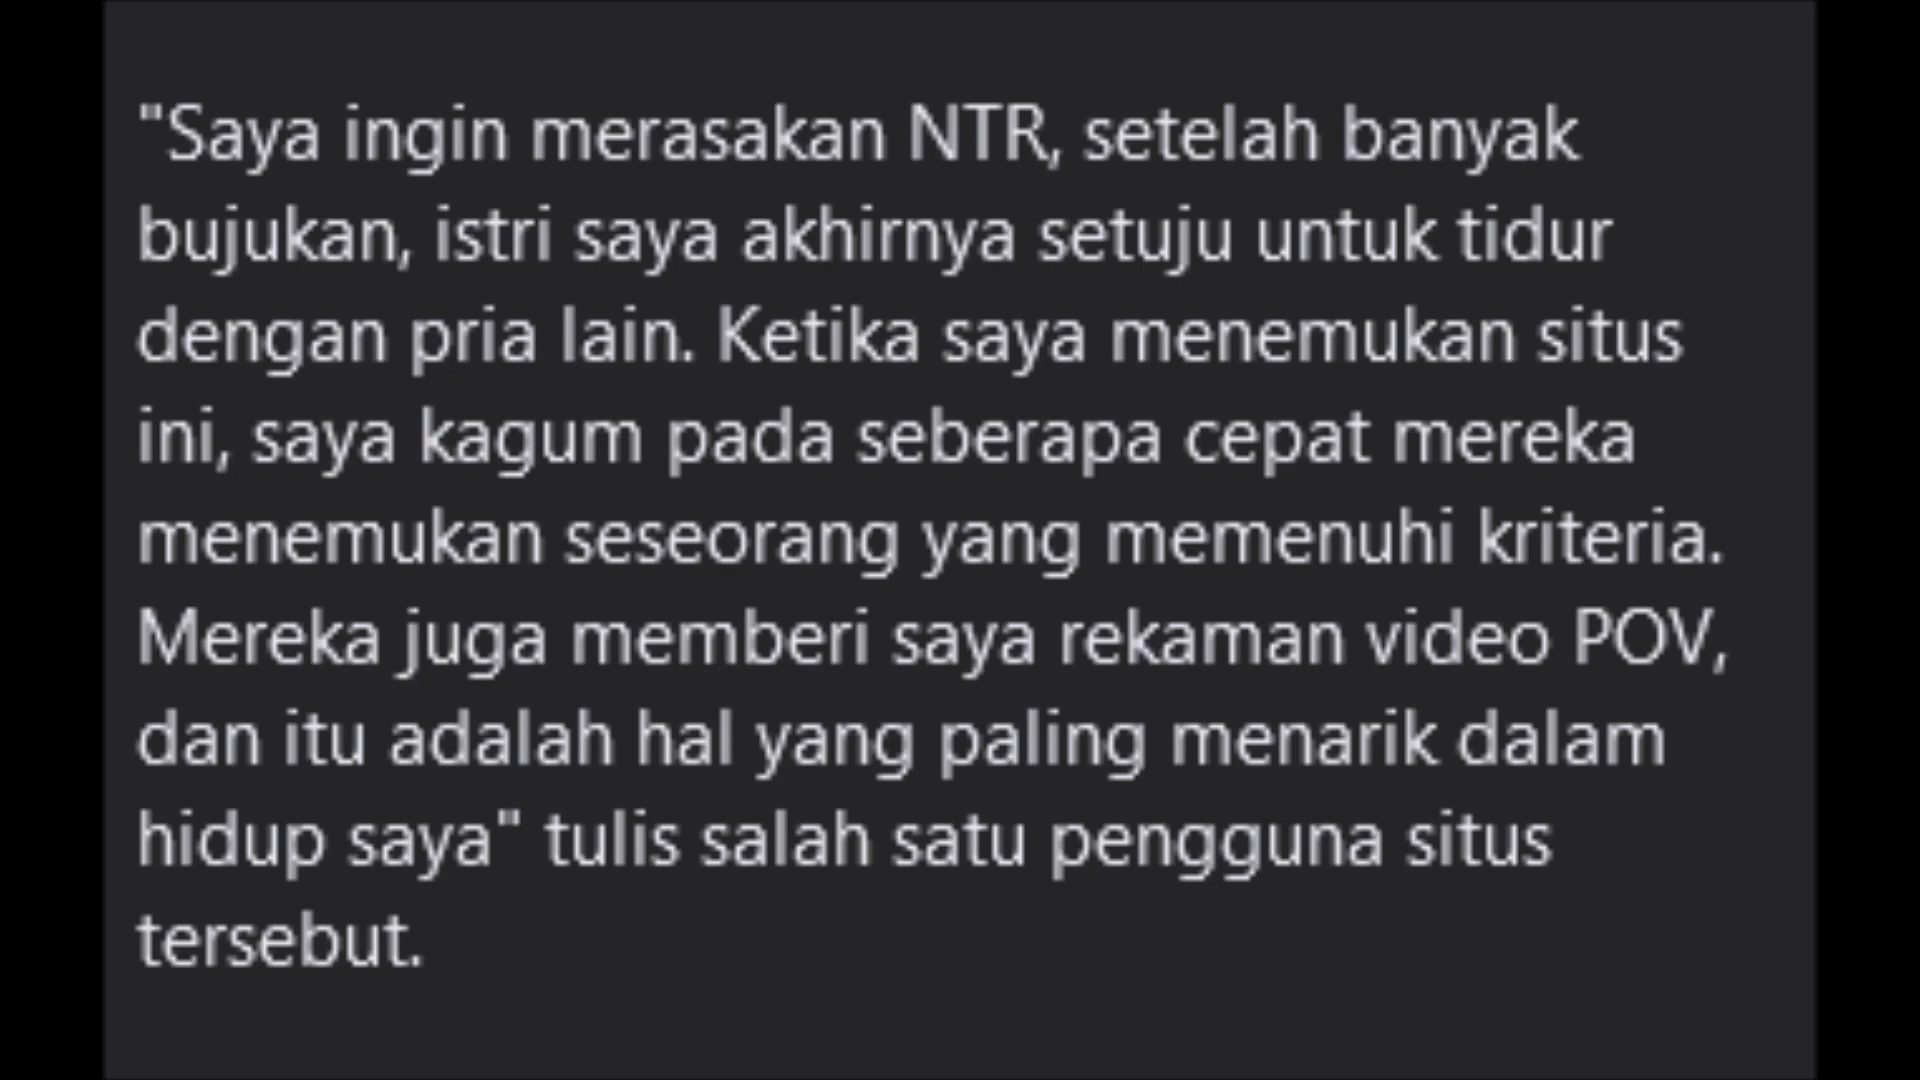 "Saya ingin merasakan NTR, setelah banyak
bujukan, istri saya akhirnya setuju untuk tidur
dengan pria lain. Ketika saya menemukan situs
ini, saya kagum pada seberapa cepat mereka
menemukan seseorang yang memenuhi kriteria.
Mereka juga memberi saya rekaman video POV,
dan itu adalah hal yang paling menarik dalam
hidup saya" tulis salah satu pengguna situs
tersebut.